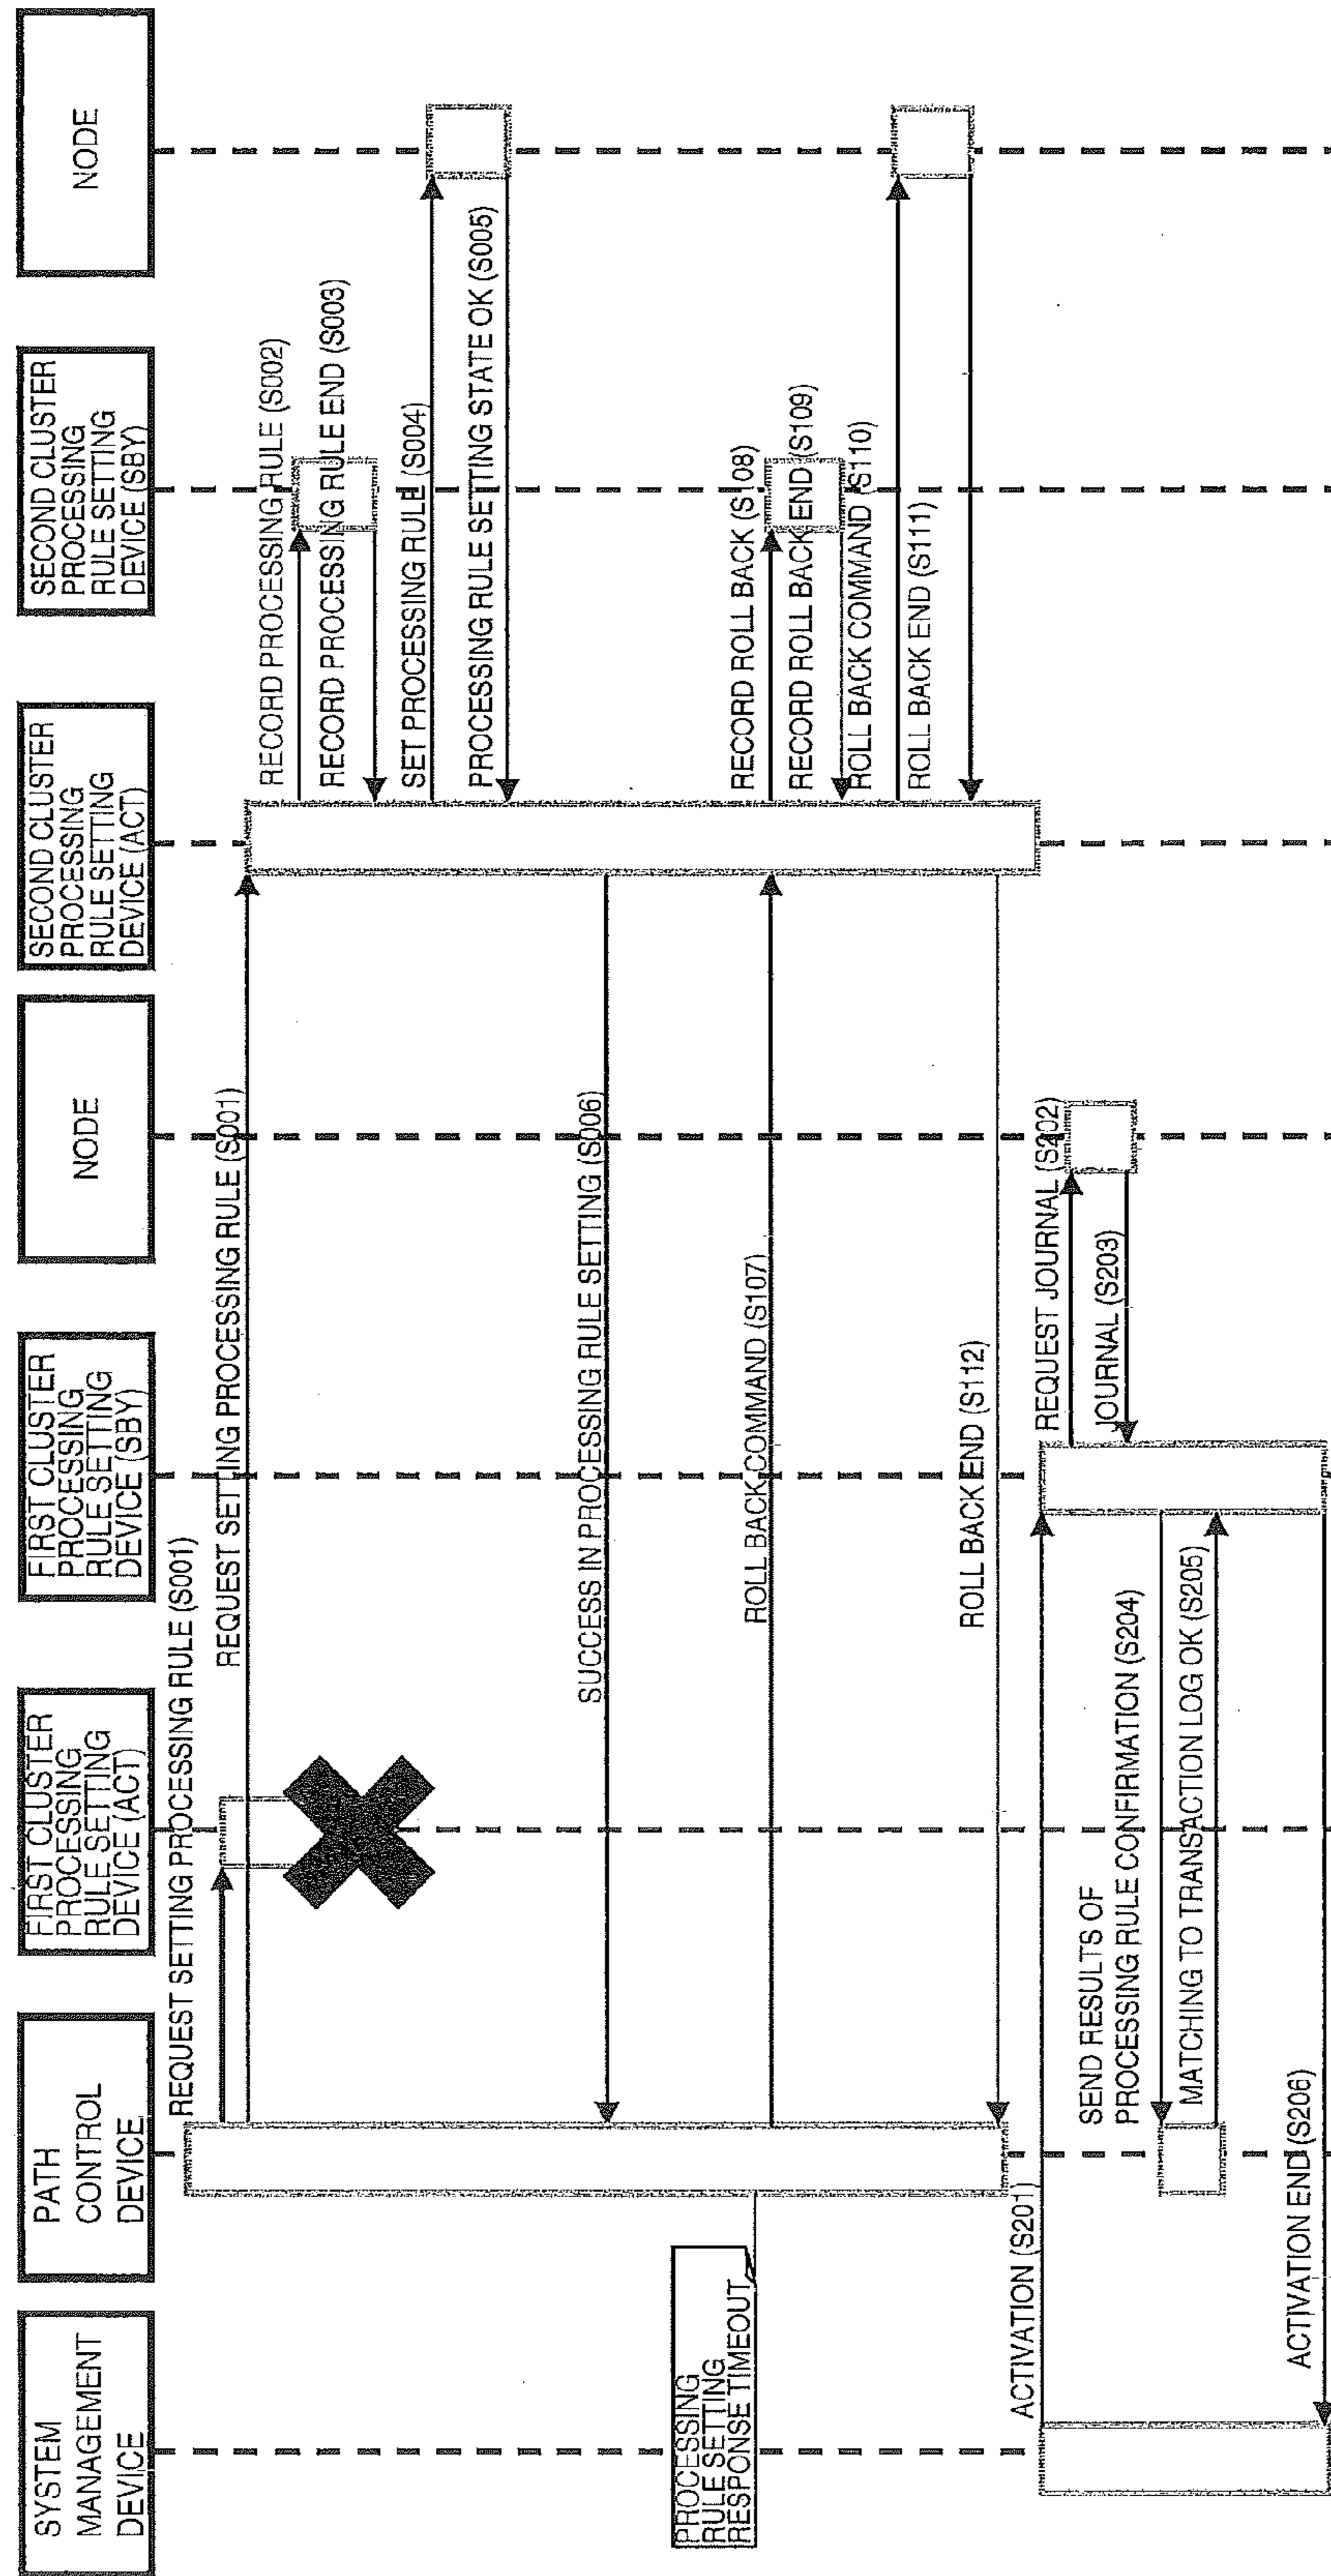 SYSTEM
MANAGEMENT
DEVICE
PATH
CONTROL
DEVICE
FIRST CLUSTER
PROCESSING
RULE SETTING
DEVICE (ACT)
FIRST CLUSTER
PROCESSING
RULE SETTING
DEVICE (SBY)
NODE
SECOND CLUSTER
PROCESSING
RULE SETTING
DEVICE (ACT)
SECOND CLUSTER
PROCESSING
RULE SETTING
DEVICE (SBY)
NODE
REQUEST SETTING PROCESSING RULE (S001)
REQUEST SETTING PROCESSING RULE (S001)
RECORD PROCESSING RULE (S002)
RECORD PROCESSING RULE END (S003)
SET PROCESSING RULE (S004)
PROCESSING RULE SETTING STATE OK (S005)
SUCCESS IN PROCESSING RULE SETTING (S006)
PROCESSING
RULE SETTING
RESPONSE TIMEOUT
ROLL BACK COMMAND (S107)
RECORD ROLL BACK (S108)
RECORD ROLL BACK END (S109)
ROLL BACK COMMAND (S110)
ROLL BACK END (S111)
ROLL BACK END (S112)
ACTIVATION (S201)
REQUEST JOURNAL (S202)
JOURNAL (S203)
SEND RESULTS OF
PROCESSING RULE CONFIRMATION (S204)
MATCHING TO TRANSACTION LOG OK (S205)
ACTIVATION END (S206)